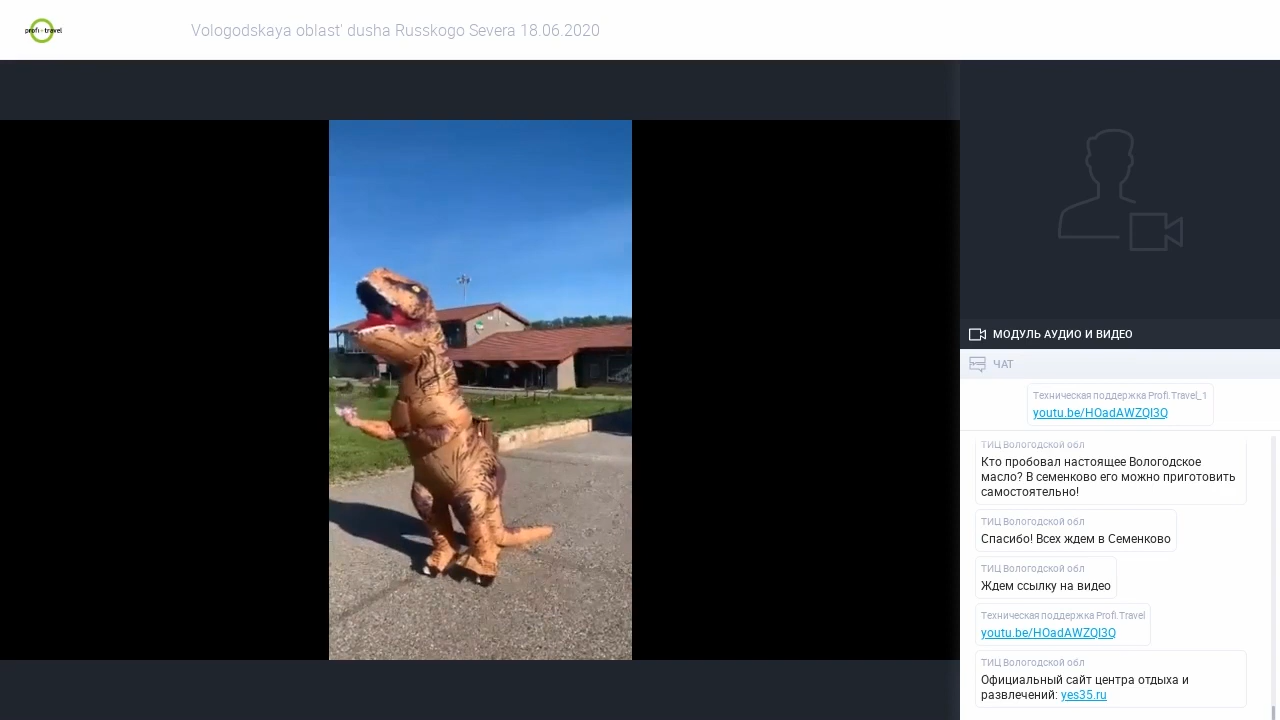 profi travel
Vologodskaya oblast' dusha Russkogo Severa 18.06.2020
МОДУЛЬ АУДИО И ВИДЕО
ЧАТ
Техническая поддержка Profi.Travel_1
youtu.be/HOadAWZQI3Q
ТИЦ Вологодской обл
Кто пробовал настоящее Вологодское
масло? В семенково его можно приготовить
самостоятельно!
ТИЦ Вологодской обл
Спасибо! Всех ждем в Семенково
ТИЦ Вологодской обл
Ждем ссылку на видео
Техническая поддержка Profi.Travel
youtu.be/HOadAWZQI3Q
ТИЦ Вологодской обл
Официальный сайт центра отдыха и
развлечений: yes35.ru